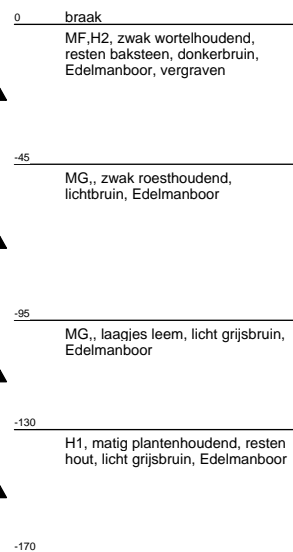 0 braak
MF,H2, zwak wortelhoudend,
resten baksteen, donkerbruin,
Edelmanboor, vergraven
-45
MG,, zwak roesthoudend,
lichtbruin, Edelmanboor
-95
MG,, laagjes leem, licht grijsbruin,
Edelmanboor
-130
H1, matig plantenhoudend, resten
hout, licht grijsbruin, Edelmanboor
-170